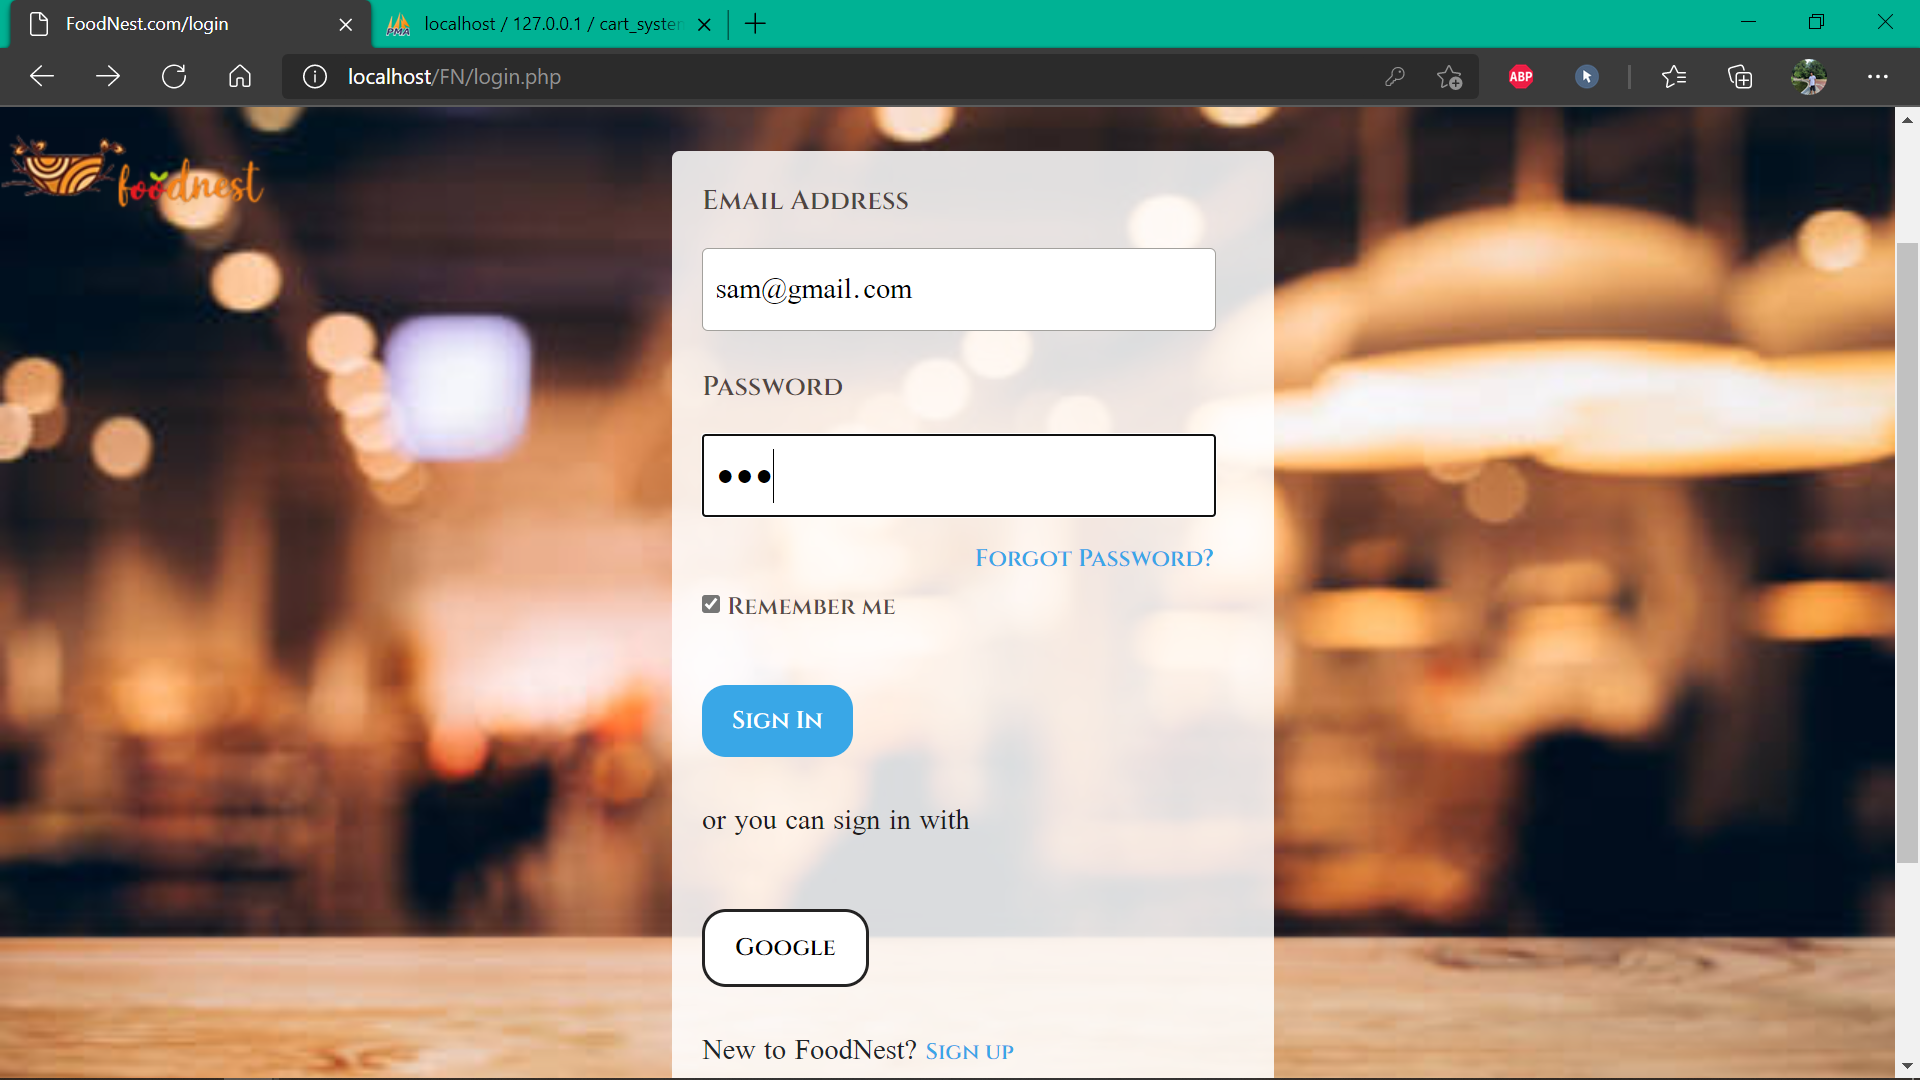 FoodNest.com/login
localhost / 127.0.0.1 / cart_system
localhost/FN/login.php
ABP
foodnest
Email Address
sam@gmail.com
Password
Forgot Password?
Remember me
Sign In
or you can sign in with
Google
New to FoodNest? Sign up